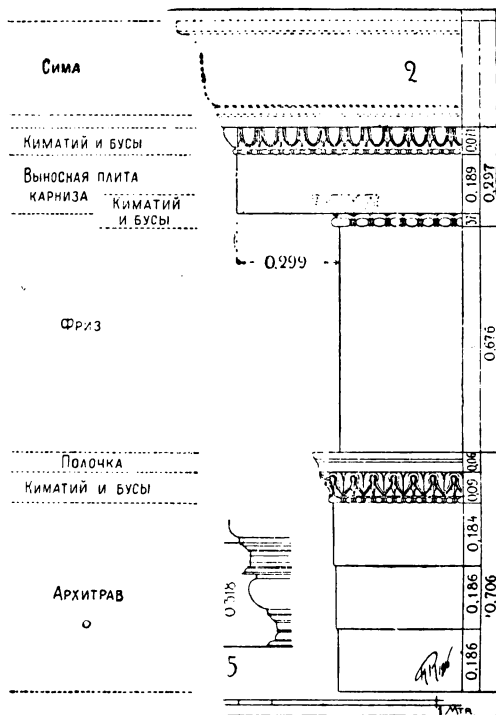 Сима
2
Киматий и бусы
0,071
Выносная плита
карниза
0,189
0,297
Киматий
и бусы
0,299
Фриз
0,676
Полочка
0,06
Киматий и бусы
0,09
0,184
Архитрав
0,318
0,186
0,706
5
0,186
1 Мтр